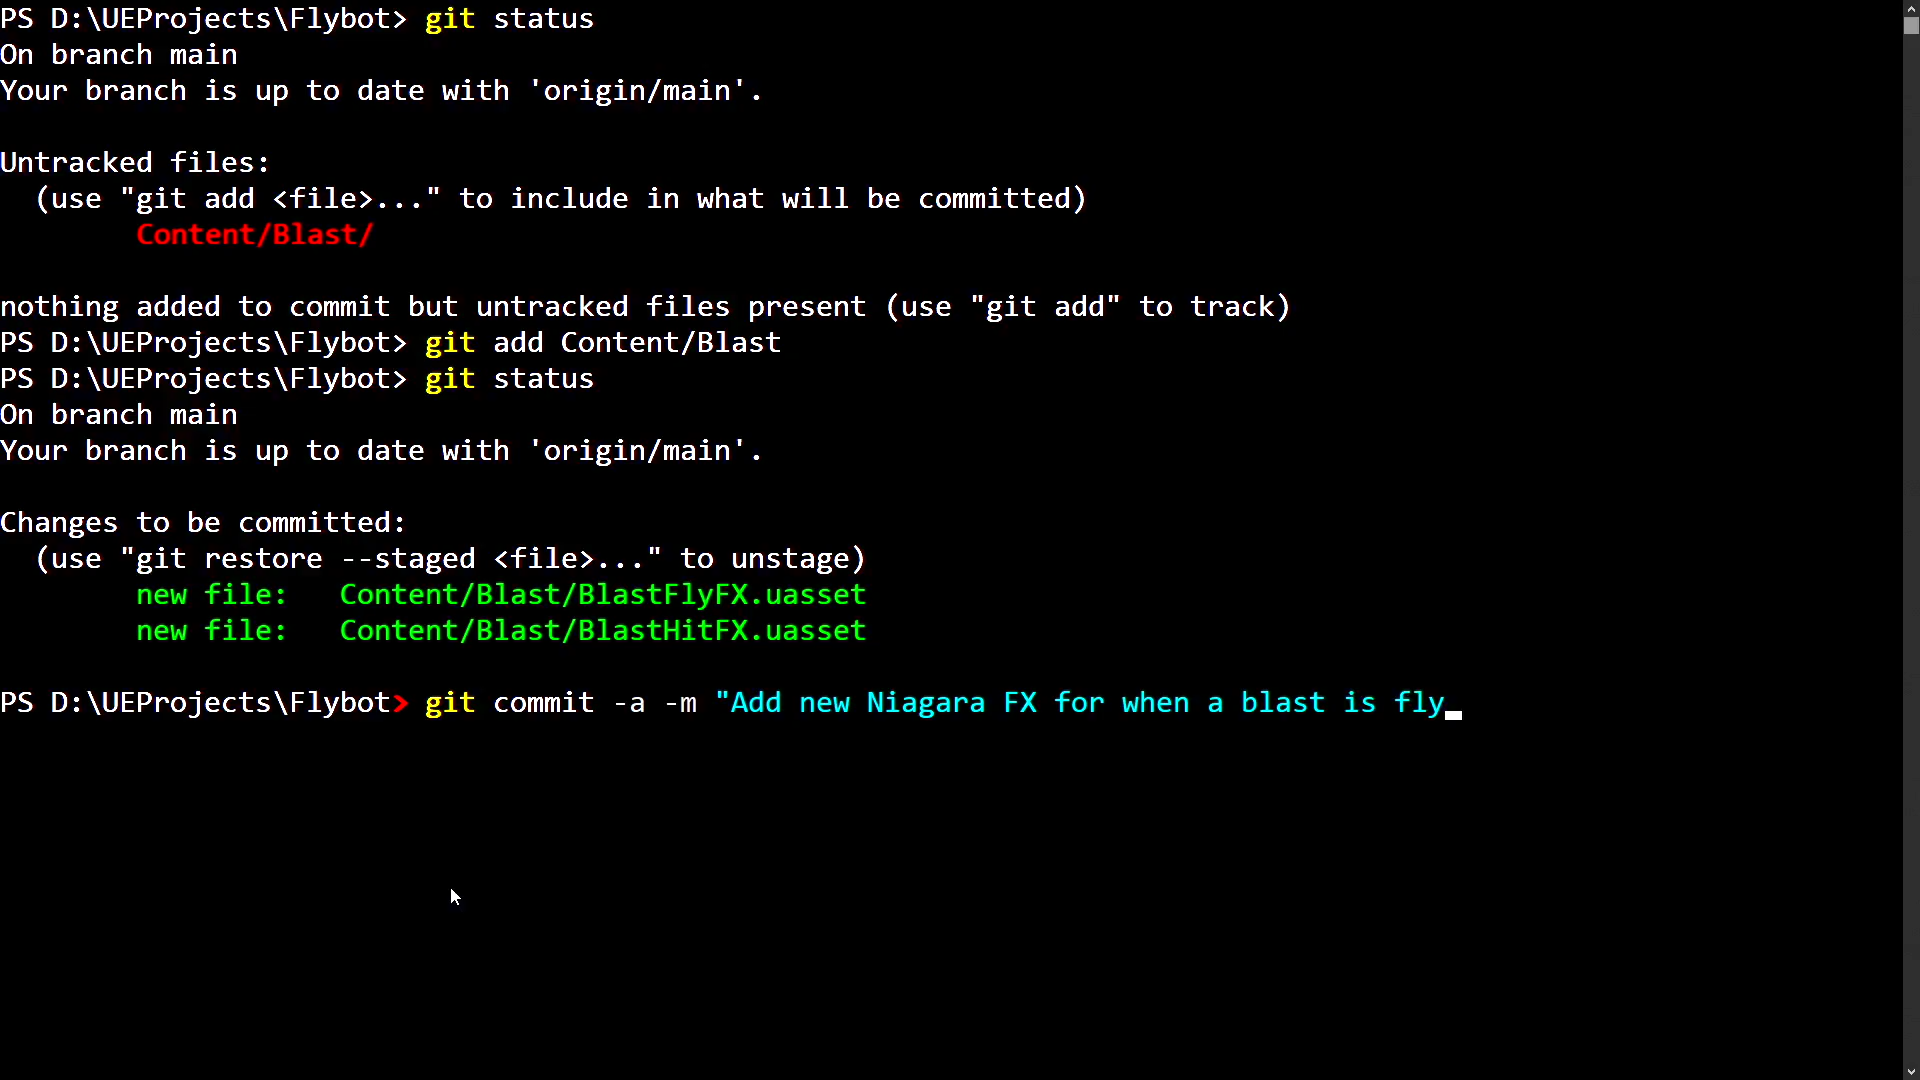 PS D:\UEProjects\Flybot> git status
On branch main
Your branch is up to date with 'origin/main'.
Untracked files:
  (use "git add <file>..." to include in what will be committed)
        Content/Blast/
nothing added to commit but untracked files present (use "git add" to track)
PS D:\UEProjects\Flybot> git add Content/Blast
PS D:\UEProjects\Flybot> git status
On branch main
Your branch is up to date with 'origin/main'.
Changes to be committed:
  (use "git restore --staged <file>..." to unstage)
        new file:   Content/Blast/BlastFlyFX.uasset
        new file:   Content/Blast/BlastHitFX.uasset
PS D:\UEProjects\Flybot> git commit -a -m "Add new Niagara FX for when a blast is fly